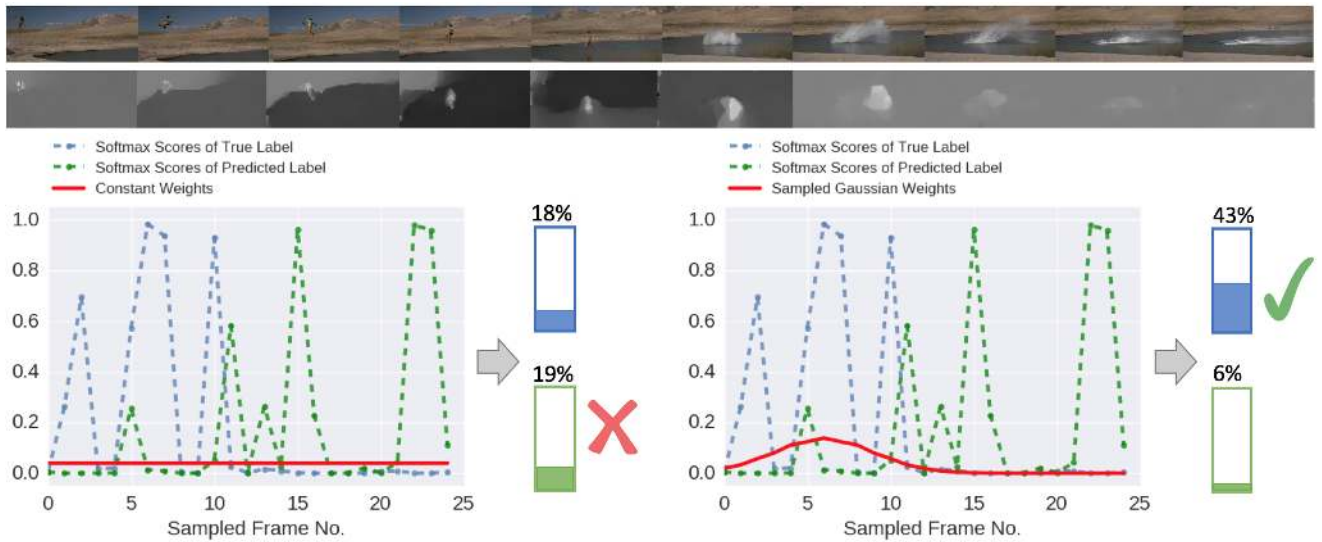 Softmax Scores of True Label
Softmax Scores of Predicted Label
Constant Weights
1.0
0.8
0.6
0.4
0.2
0.0
0 5 10 15 20 25
Sampled Frame No.
18%
19%
Softmax Scores of True Label
Softmax Scores of Predicted Label
Sampled Gaussian Weights
1.0
0.8
0.6
0.4
0.2
0.0
0 5 10 15 20 25
Sampled Frame No.
43%
6%